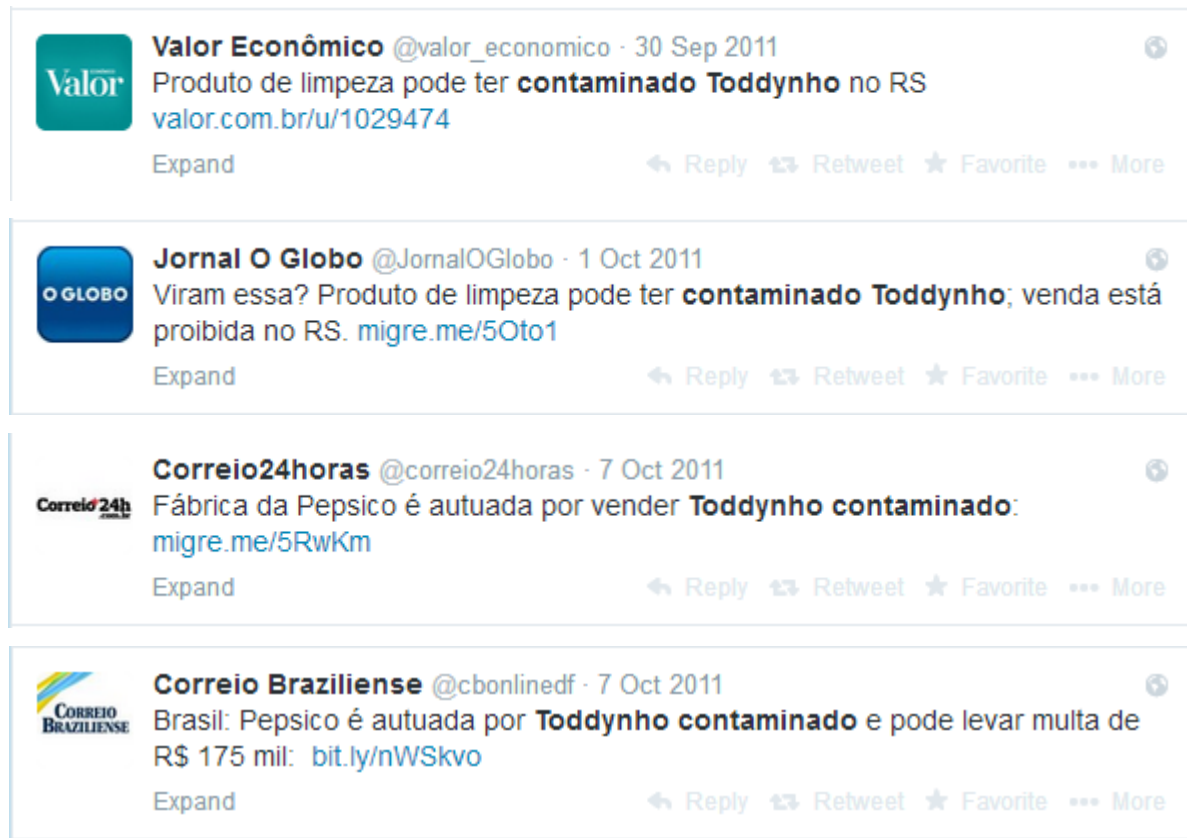 Valor Econômico @valor_economico · 30 Sep 2011
Valor
Produto de limpeza pode ter contaminado Toddynho no RS
valor.com.br/u/1029474
Expand Reply Retweet Favorite More
Jornal O Globo @JornalOGlobo · 1 Oct 2011
O GLOBO
Viram essa? Produto de limpeza pode ter contaminado Toddynho; venda está
proibida no RS. migre.me/5Oto1
Expand Reply Retweet Favorite More
Correio24horas @correio24horas · 7 Oct 2011
Correio24h
Fábrica da Pepsico é autuada por vender Toddynho contaminado:
migre.me/5RwKm
Expand Reply Retweet Favorite More
Correio Braziliense @cbonlinedf · 7 Oct 2011
CORREIO
BRAZILIENSE
Brasil: Pepsico é autuada por Toddynho contaminado e pode levar multa de
R$ 175 mil: bit.ly/nWSkvo
Expand Reply Retweet Favorite More